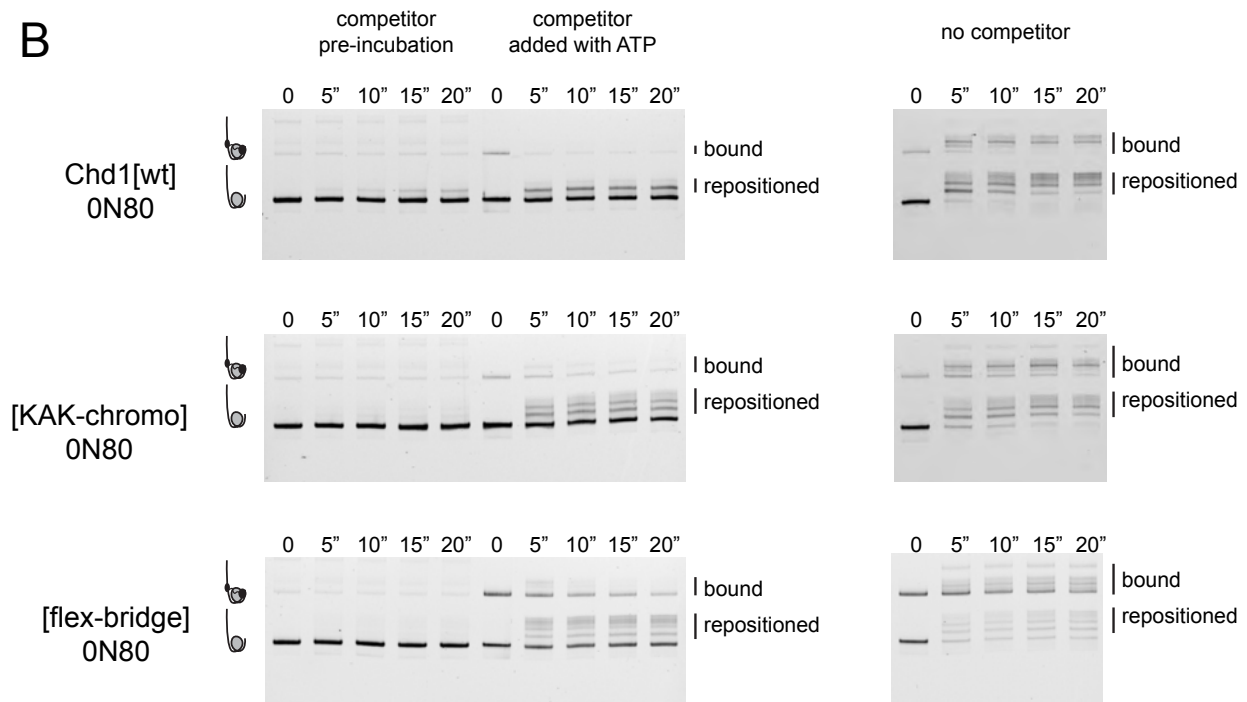 B
competitor
pre-incubation
competitor
added with ATP
no competitor
0 5” 10” 15” 20” 0 5” 10” 15” 20” 0 5” 10” 15” 20”
Chd1[wt]
0N80
bound
repositioned
bound
repositioned
0 5” 10” 15” 20” 0 5” 10” 15” 20” 0 5” 10” 15” 20”
[KAK-chromo]
0N80
bound
repositioned
bound
repositioned
0 5” 10” 15” 20” 0 5” 10” 15” 20” 0 5” 10” 15” 20”
[flex-bridge]
0N80
bound
repositioned
bound
repositioned